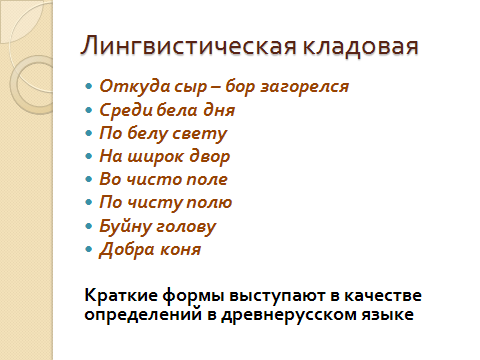 Лингвистическая кладовая
Откуда сыр – бор загорелся
Среди бела дня
По белу свету
На широк двор
Во чисто поле
По чисту полю
Буйну голову
Добра коня
Краткие формы выступают в качестве
определений в древнерусском языке